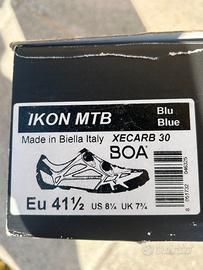 IKON MTB
Blu
Blue
Made in Biella Italy XECARB 30
BOA
Eu 41½ US 8¼ UK 7¾